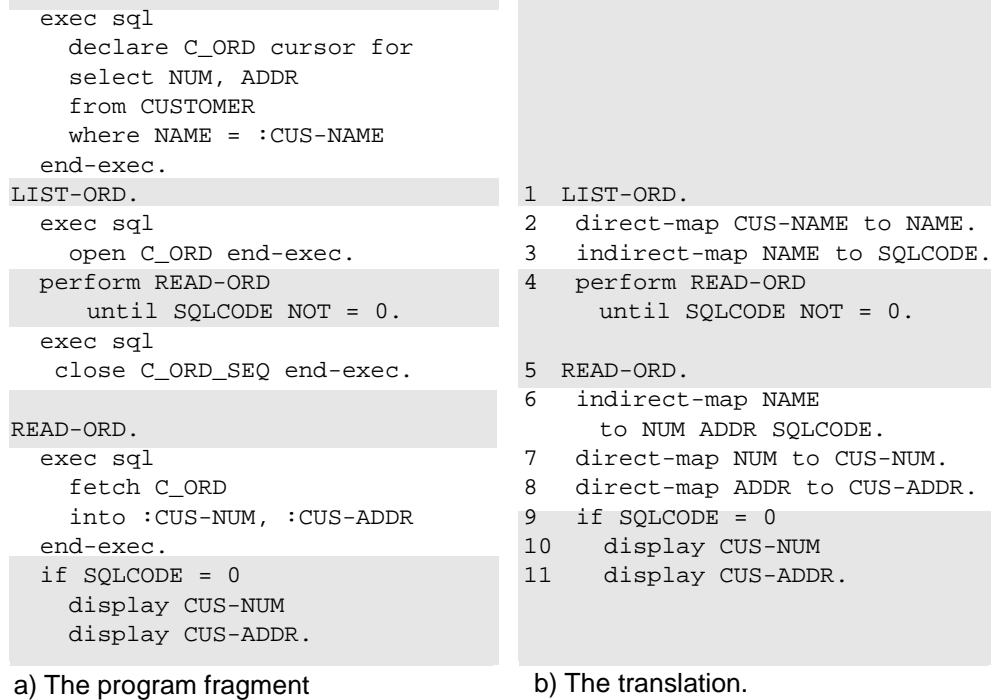 exec sql
declare C_ORD cursor for
select NUM, ADDR
from CUSTOMER
where NAME = :CUS-NAME
end-exec.
LIST-ORD.
exec sql
open C_ORD end-exec.
perform READ-ORD
until SQLCODE NOT = 0.
exec sql
close C_ORD_SEQ end-exec.
READ-ORD.
exec sql
fetch C_ORD
into :CUS-NUM, :CUS-ADDR
end-exec.
if SQLCODE = 0
display CUS-NUM
display CUS-ADDR.
a) The program fragment
1 LIST-ORD.
2 direct-map CUS-NAME to NAME.
3 indirect-map NAME to SQLCODE.
4 perform READ-ORD
until SQLCODE NOT = 0.
5 READ-ORD.
6 indirect-map NAME
to NUM ADDR SQLCODE.
7 direct-map NUM to CUS-NUM.
8 direct-map ADDR to CUS-ADDR.
9 if SQLCODE = 0
10 display CUS-NUM
11 display CUS-ADDR.
b) The translation.